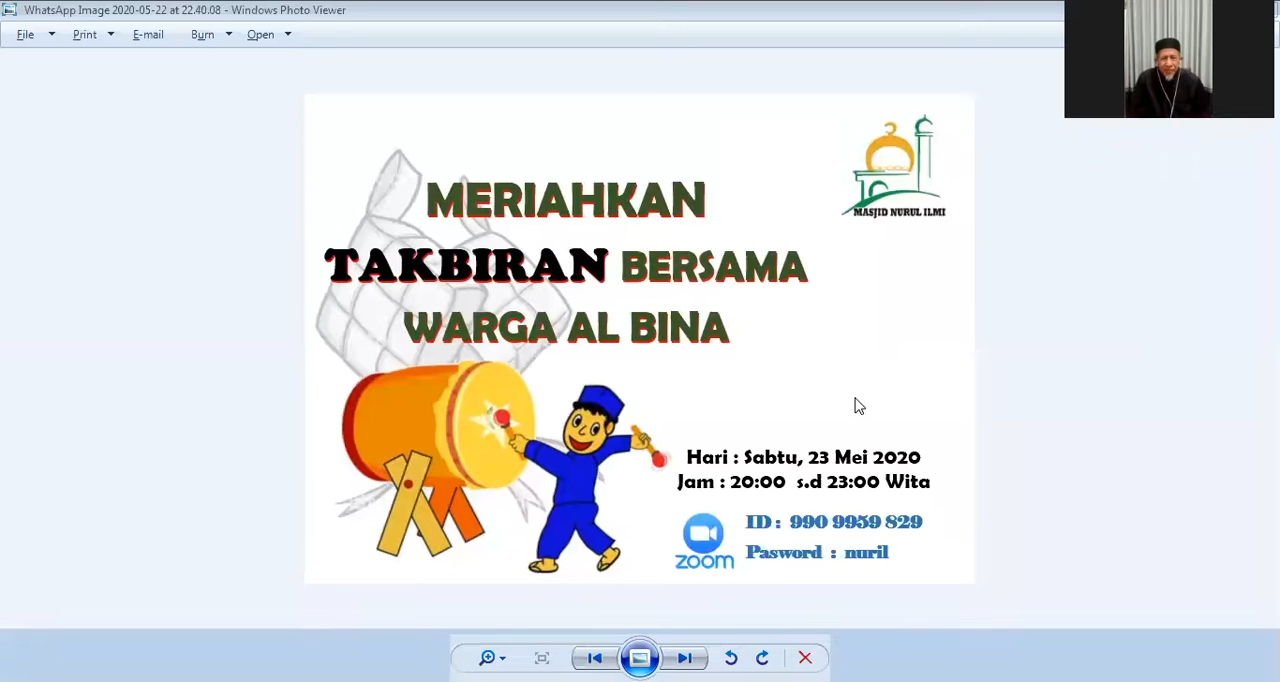 WhatsApp Image 2020-05-22 at 22.40.08 - Windows Photo Viewer
File Print E-mail Burn Open
MASJID NURUL ILMI
MERIAHKAN
TAKBIRAN BERSAMA
WARGA AL BINA
Hari : Sabtu, 23 Mei 2020
Jam : 20:00 s.d 23:00 Wita
zoom
ID : 990 9959 829
Pasword : nuril